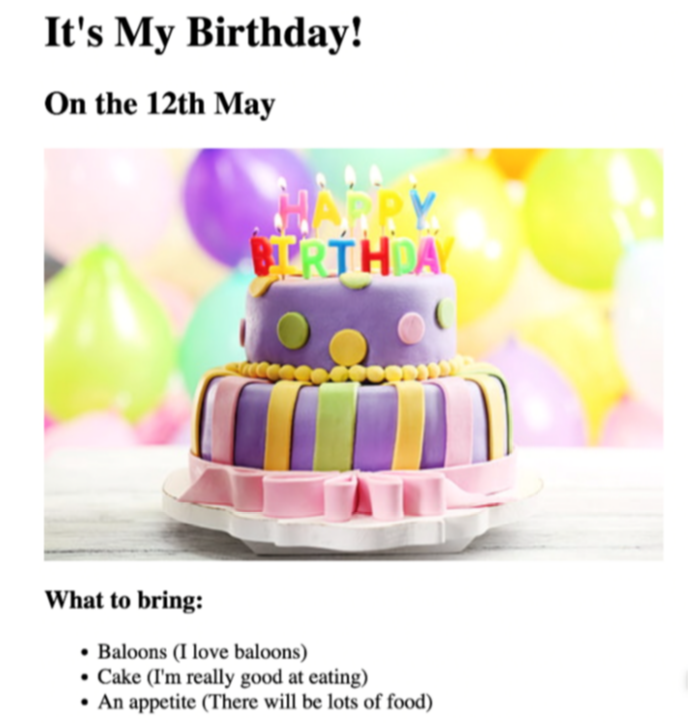 It's My Birthday!
On the 12th May
HAPPY
BIRTHDAY
What to bring:
• Baloons (I love baloons)
• Cake (I'm really good at eating)
• An appetite (There will be lots of food)